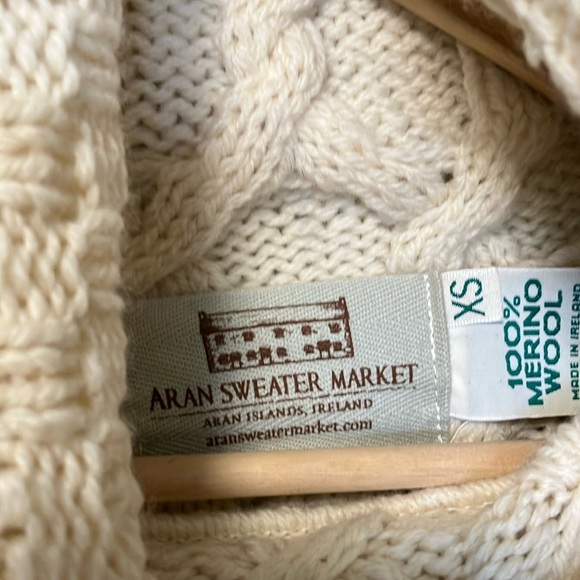 ARAN SWEATER MARKET
ARAN ISLANDS, IRELAND
aransweatermarket.com
XS
100%
MERINO
WOOL
MADE IN IRELAND